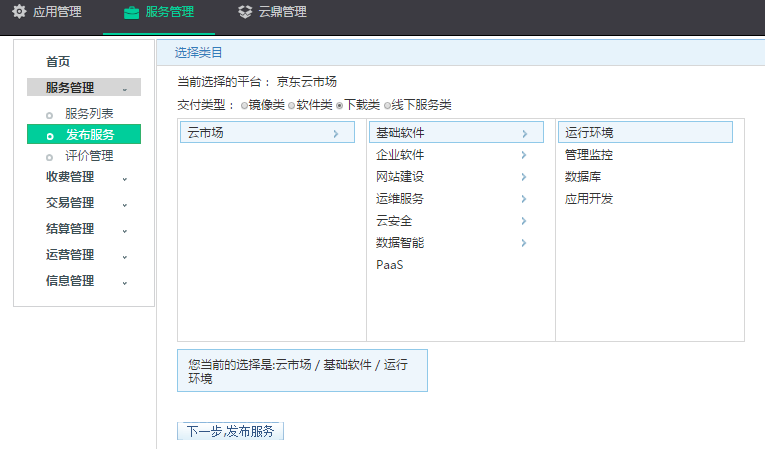 应用管理 服务管理 云鼎管理
首页
服务管理
服务列表
发布服务
评价管理
收费管理
交易管理
结算管理
运营管理
信息管理
选择类目
当前选择的平台： 京东云市场
交付类型： 镜像类 软件类 下载类 线下服务类
云市场
基础软件
企业软件
网站建设
运维服务
云安全
数据智能
PaaS
运行环境
管理监控
数据库
应用开发
您当前的选择是:云市场 / 基础软件 / 运行
环境
下一步,发布服务